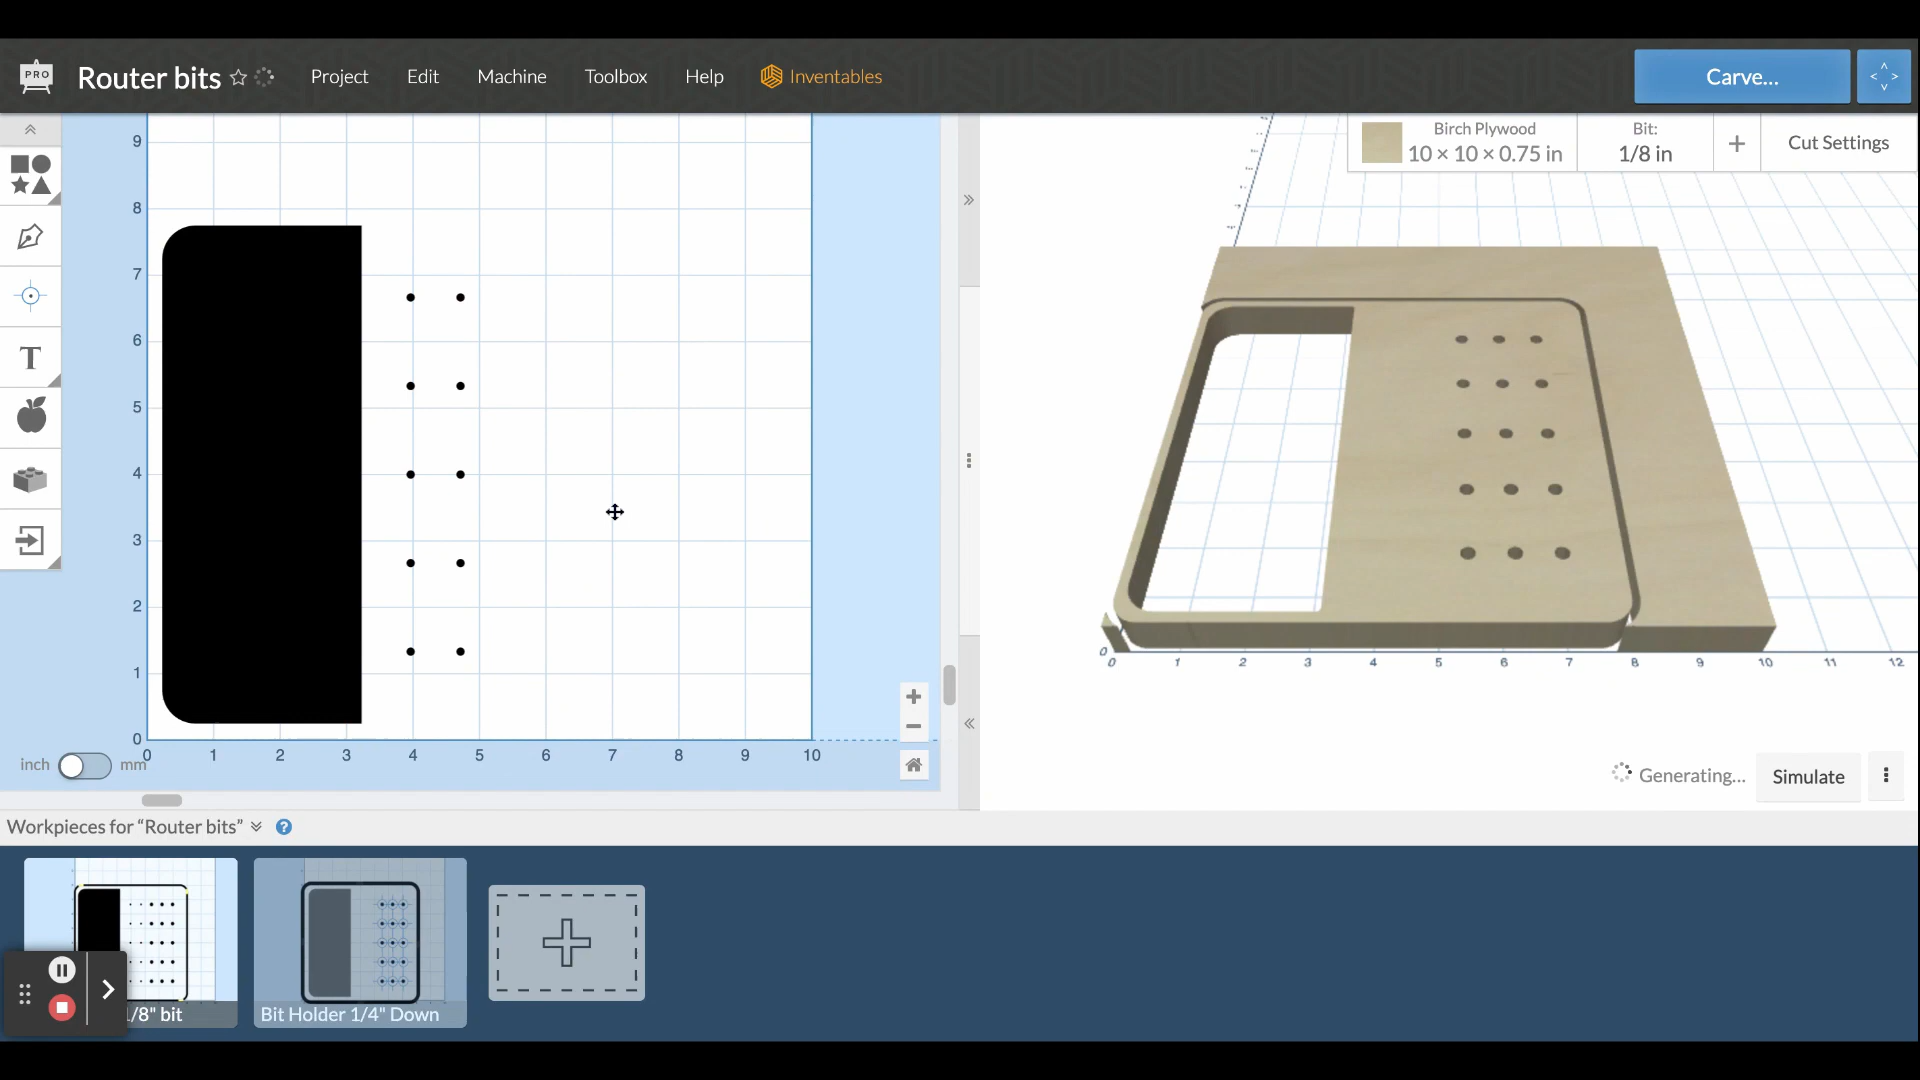 PRO
Router bits
Project
Edit
Machine
Toolbox
Help
Inventables
Carve...
Birch Plywood
10 × 10 × 0.75 in
Bit:
1/8 in
+
Cut Settings
T
9
8
7
6
5
4
3
2
1
0
0 1 2 3 4 5 6 7 8 9 10
inch
mm
0
0 1 2 3 4 5 6 7 8 9 10 11 12
Generating...
Simulate
Workpieces for “Router bits”
?
1/8" bit
Bit Holder 1/4" Down